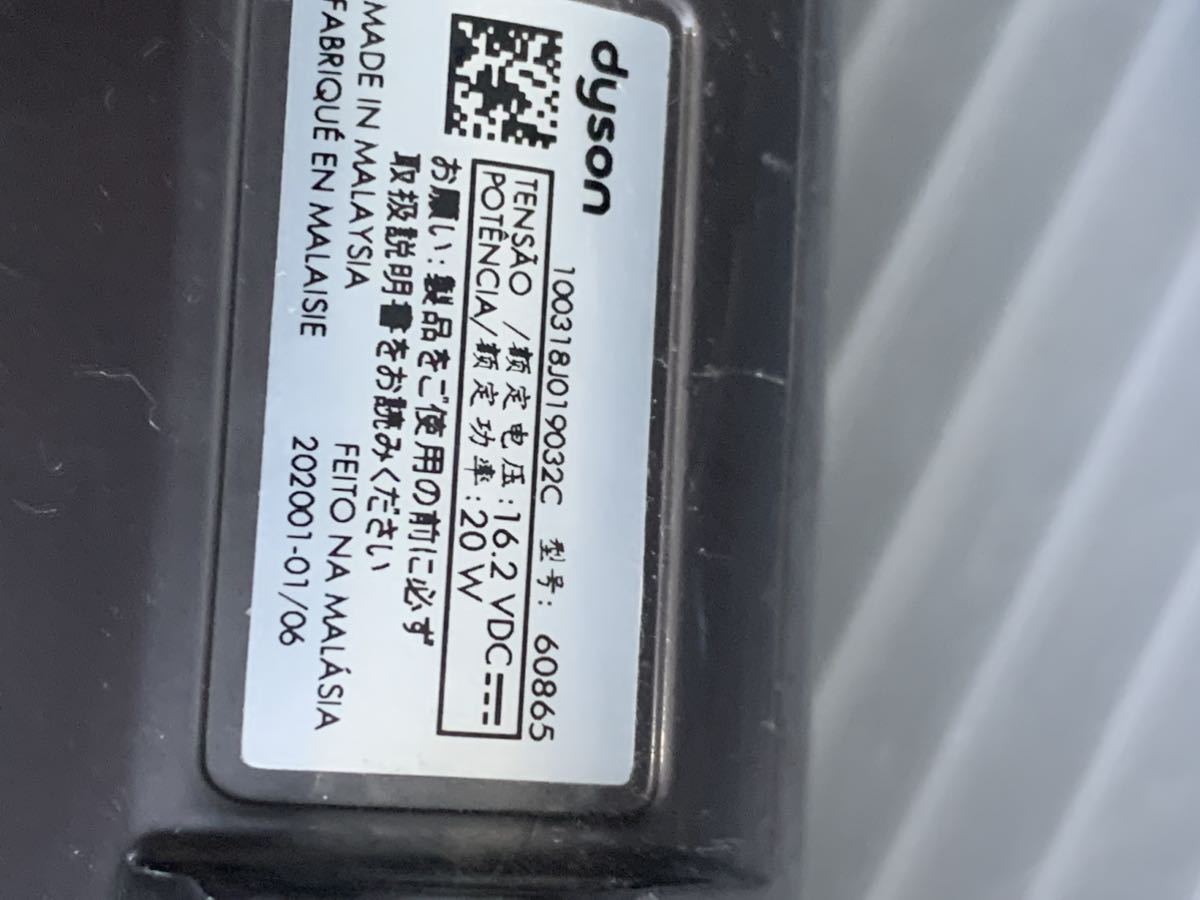 dyson
100318J019032C 型号: 60865
TENSÃO /额定电压:16.2 VDC
POTÊNCIA/额定功率:20 W
お願い:製品をご使用の前に必ず
取扱説明書をお読みください
MADE IN MALAYSIA
FEITO NA MALÁSIA
FABRIQUÉ EN MALAISIE
202001-01/06